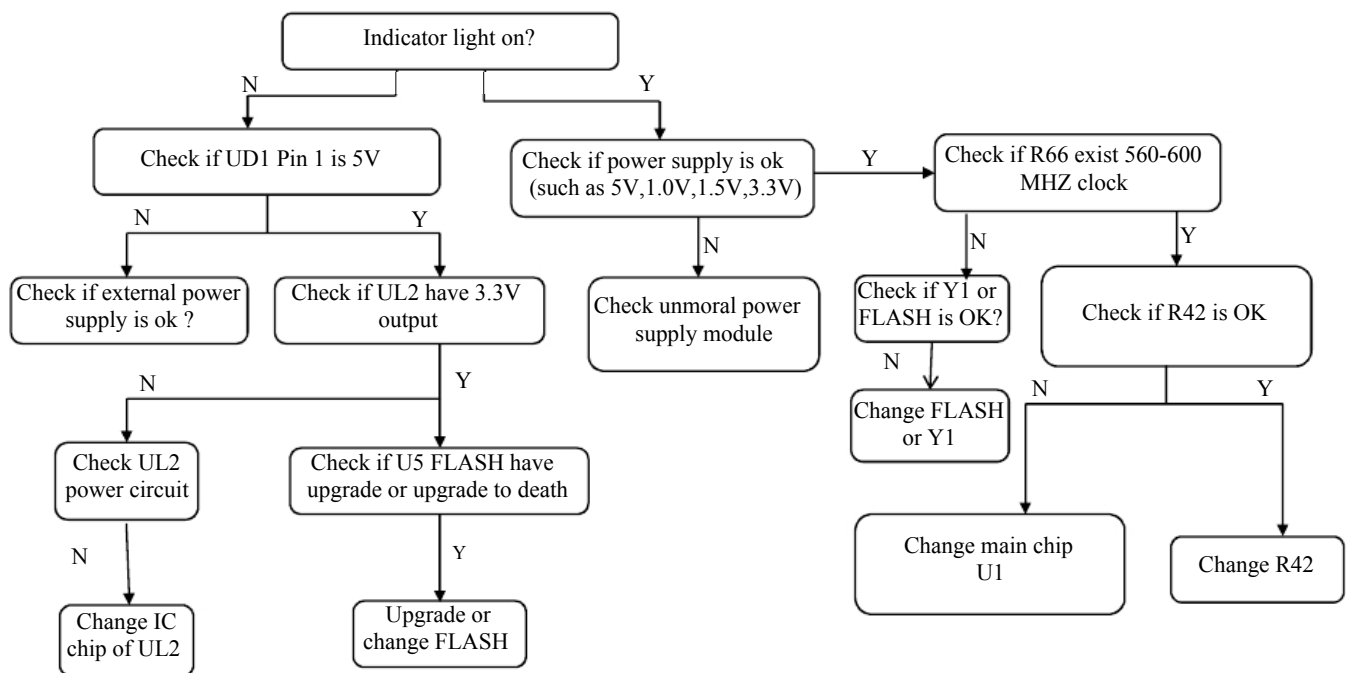 Indicator light on?
N
Y
Check if UD1 Pin 1 is 5V
Check if power supply is ok
(such as 5V,1.0V,1.5V,3.3V)
Y
Check if R66 exist 560-600
MHZ clock
N
Y
N
N
Y
Check if external power
supply is ok ?
Check if UL2 have 3.3V
output
Check unmoral power
supply module
Check if Y1 or
FLASH is OK?
Check if R42 is OK
N
Y
N
N
Y
Change FLASH
or Y1
Check UL2
power circuit
Check if U5 FLASH have
upgrade or upgrade to death
N
Y
Change main chip
U1
Change R42
Change IC
chip of UL2
Upgrade or
change FLASH